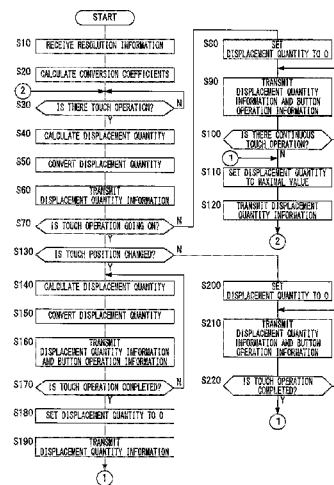 START
S10
RECEIVE RESOLUTION INFORMATION
S20
CALCULATE CONVERSION COEFFICIENTS
2
S30
IS THERE TOUCH OPERATION?
N
Y
S40
CALCULATE DISPLACEMENT QUANTITY
S50
CONVERT DISPLACEMENT QUANTITY
S60
TRANSMIT
DISPLACEMENT QUANTITY INFORMATION
S70
IS TOUCH OPERATION GOING ON?
N
Y
S80
SET
DISPLACEMENT QUANTITY TO 0
S90
TRANSMIT
DISPLACEMENT QUANTITY
INFORMATION AND BUTTON
OPERATION INFORMATION
S100
IS THERE CONTINUOUS
TOUCH OPERATION?
Y
1
N
S110
SET DISPLACEMENT QUANTITY
TO MAXIMAL VALUE
S120
TRANSMIT DISPLACEMENT
QUANTITY INFORMATION
2
S130
IS TOUCH POSITION CHANGED?
N
Y
S140
CALCULATE DISPLACEMENT QUANTITY
S150
CONVERT DISPLACEMENT QUANTITY
S160
TRANSMIT
DISPLACEMENT QUANTITY INFORMATION
AND BUTTON OPERATION INFORMATION
S170
IS TOUCH OPERATION COMPLETED?
N
Y
S180
SET DISPLACEMENT QUANTITY TO 0
S190
TRANSMIT
DISPLACEMENT QUANTITY INFORMATION
1
S200
SET
DISPLACEMENT QUANTITY TO 0
S210
TRANSMIT
DISPLACEMENT QUANTITY
INFORMATION AND BUTTON
OPERATION INFORMATION
S220
IS TOUCH OPERATION
COMPLETED?
Y
1